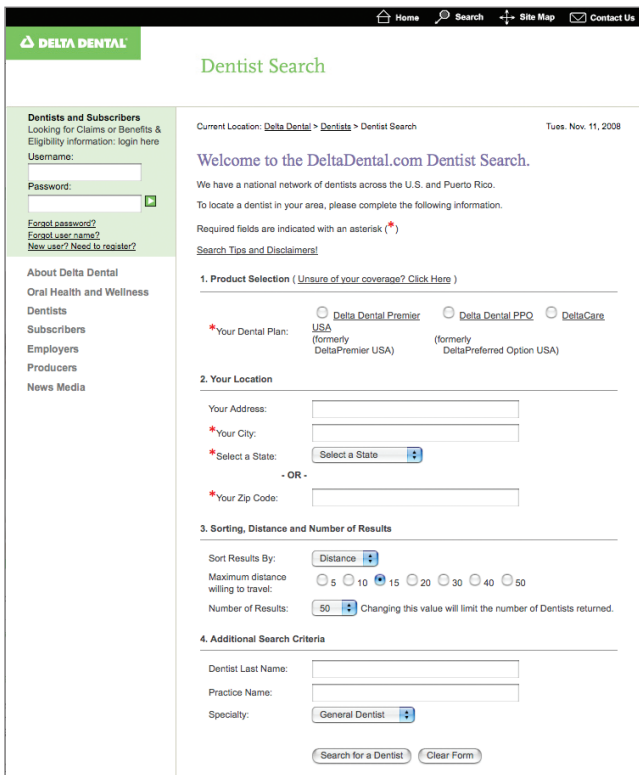 Home Search Site Map Contact Us
DELTA DENTAL
Dentist Search
Dentists and Subscribers
Looking for Claims or Benefits &
Eligibility information: login here
Username:
Password:
Forgot password?
Forgot user name?
New user? Need to register?
About Delta Dental
Oral Health and Wellness
Dentists
Subscribers
Employers
Producers
News Media
Current Location: Delta Dental > Dentists > Dentist Search Tues. Nov. 11, 2008
Welcome to the DeltaDental.com Dentist Search.
We have a national network of dentists across the U.S. and Puerto Rico.
To locate a dentist in your area, please complete the following information.
Required fields are indicated with an asterisk (*)
Search Tips and Disclaimers!
1. Product Selection ( Unsure of your coverage? Click Here )
*Your Dental Plan:
Delta Dental Premier
USA
(formerly
DeltaPremier USA)
Delta Dental PPO
(formerly
DeltaPreferred Option USA)
DeltaCare
2. Your Location
Your Address:
*Your City:
*Select a State: Select a State
- OR -
*Your Zip Code:
3. Sorting, Distance and Number of Results
Sort Results By: Distance
Maximum distance
willing to travel:
5 10 15 20 30 40 50
Number of Results: 50 Changing this value will limit the number of Dentists returned.
4. Additional Search Criteria
Dentist Last Name:
Practice Name:
Specialty: General Dentist
Search for a Dentist Clear Form